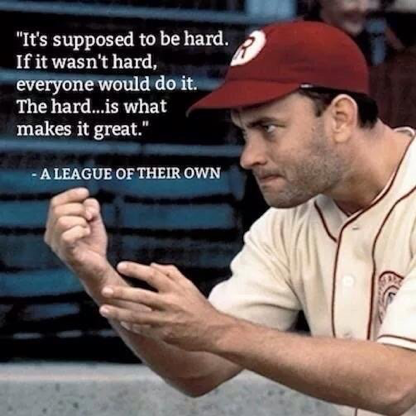 "It's supposed to be hard.
If it wasn't hard,
everyone would do it.
The hard...is what
makes it great."
- A LEAGUE OF THEIR OWN
R